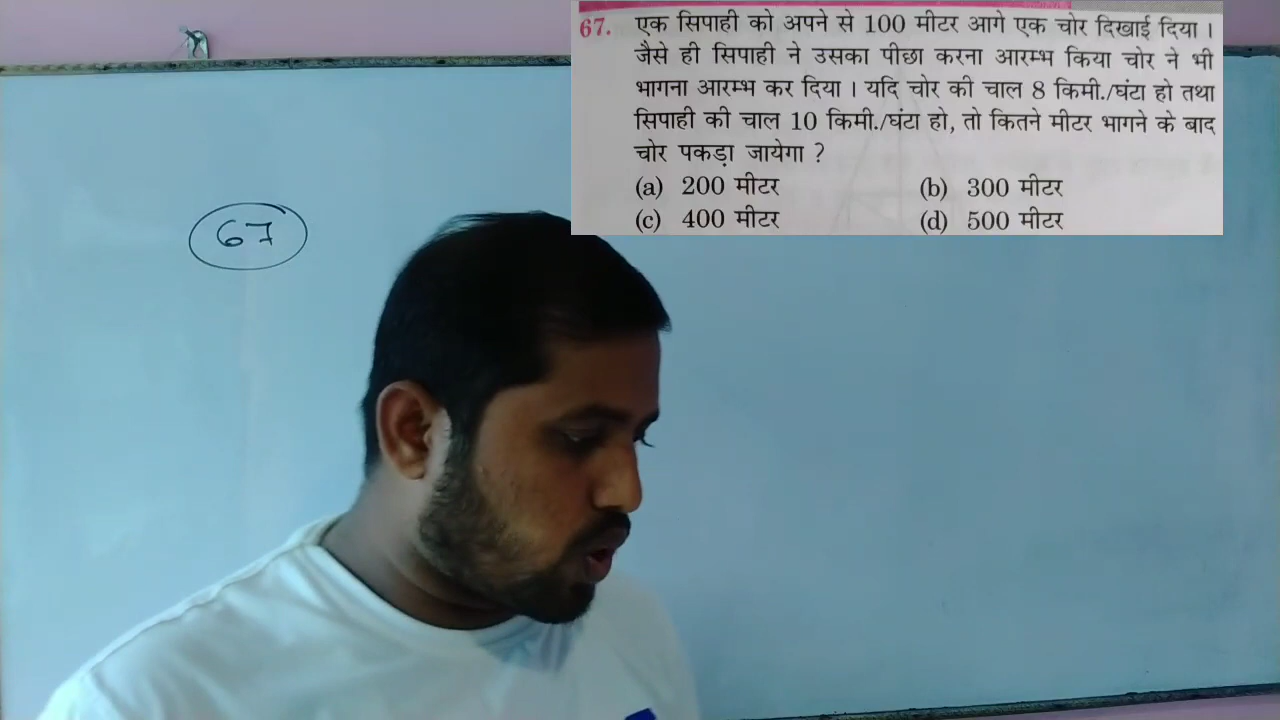 67. एक सिपाही को अपने से 100 मीटर आगे एक चोर दिखाई दिया ।
जैसे ही सिपाही ने उसका पीछा करना आरम्भ किया चोर ने भी
भागना आरम्भ कर दिया । यदि चोर की चाल 8 किमी./घंटा हो तथा
सिपाही की चाल 10 किमी./घंटा हो, तो कितने मीटर भागने के बाद
चोर पकड़ा जायेगा ?
(a) 200 मीटर (b) 300 मीटर
(c) 400 मीटर (d) 500 मीटर
67